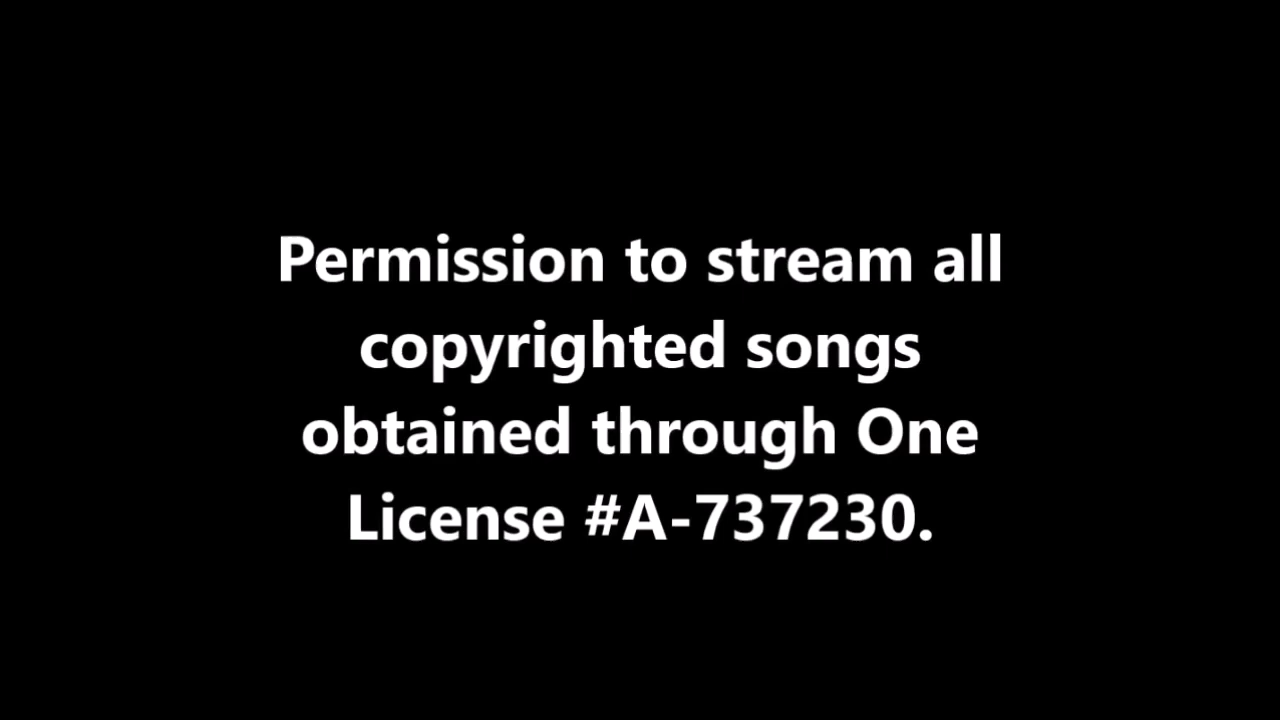 Permission to stream all
copyrighted songs
obtained through One
License #A-737230.